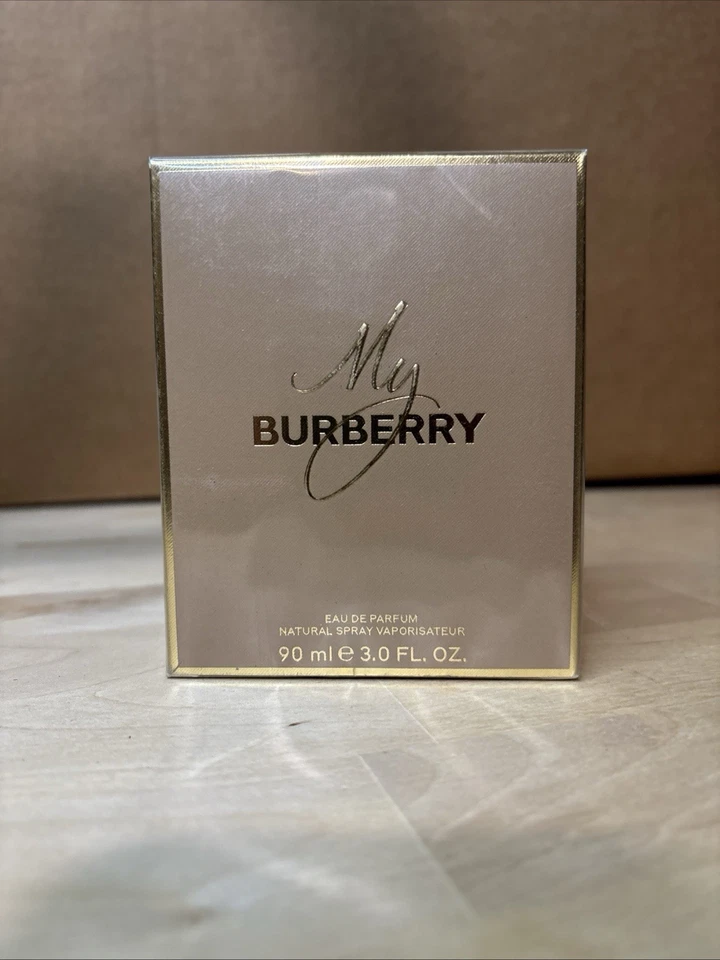 My
BURBERRY
EAU DE PARFUM
NATURAL SPRAY VAPORISATEUR
90 ml ℮ 3.0 FL. OZ.